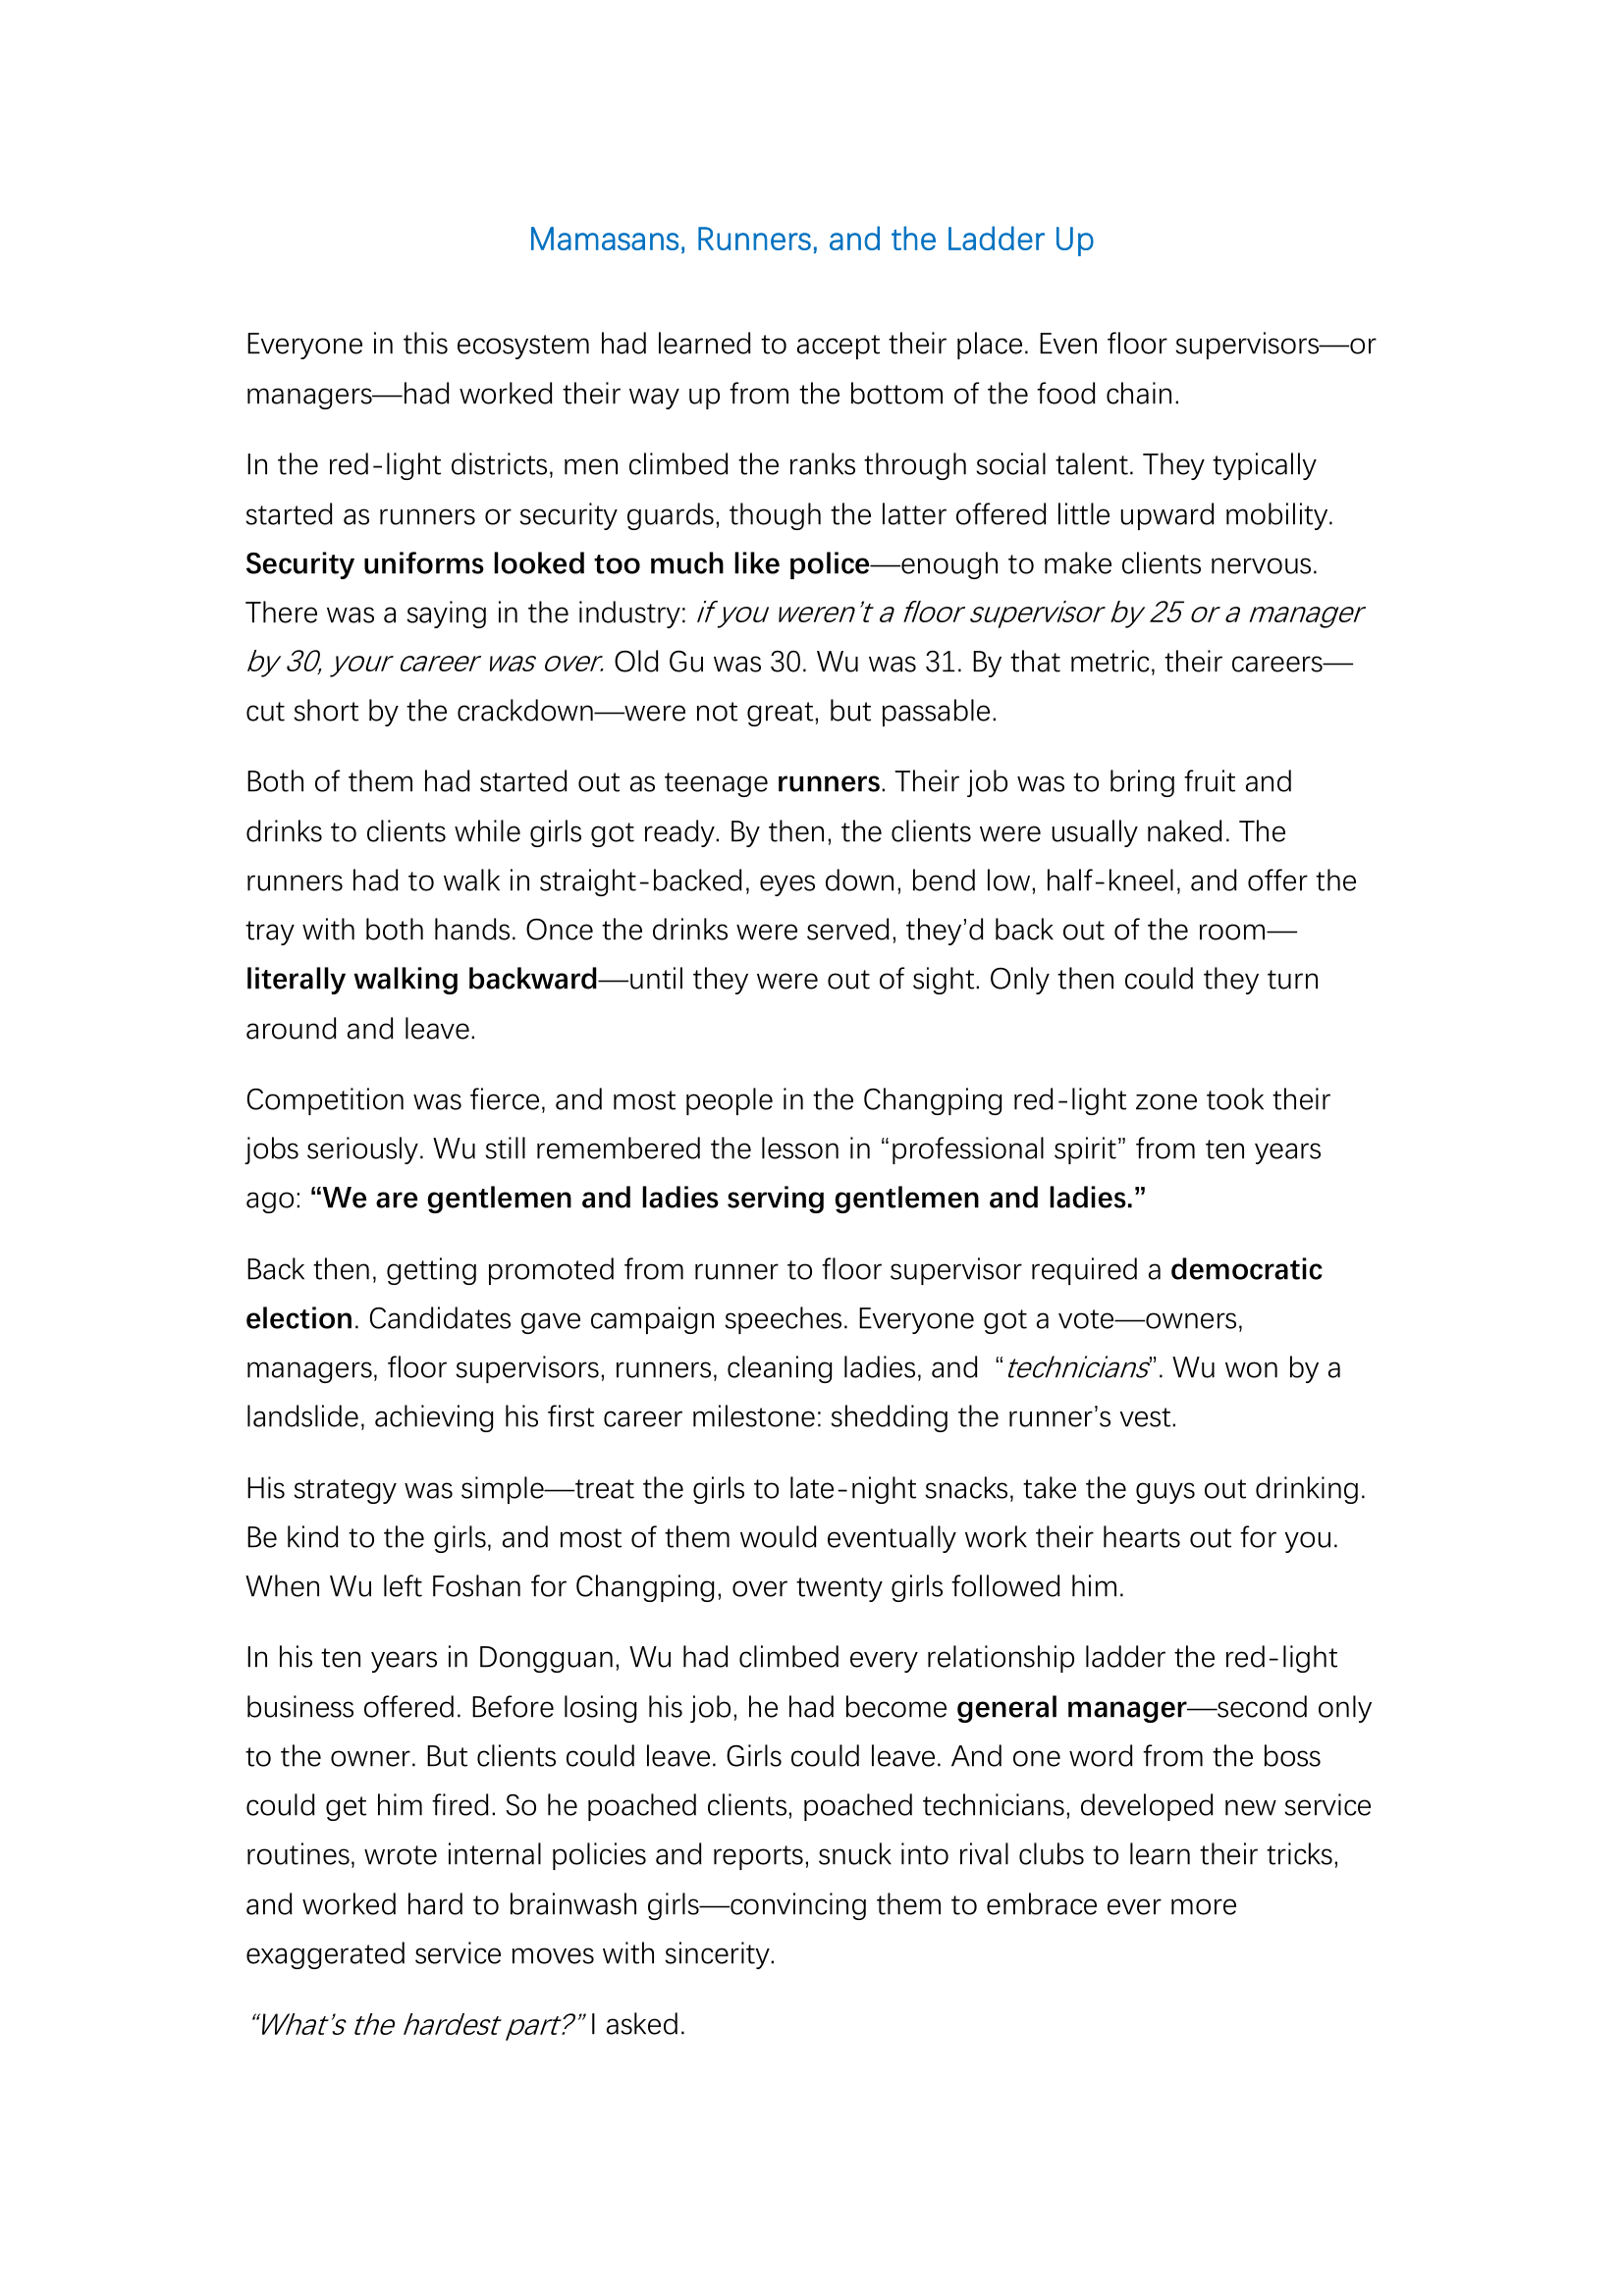 Mamasans, Runners, and the Ladder Up
Everyone in this ecosystem had learned to accept their place. Even floor supervisors—or
managers—had worked their way up from the bottom of the food chain.
In the red-light districts, men climbed the ranks through social talent. They typically
started as runners or security guards, though the latter offered little upward mobility.
Security uniforms looked too much like police—enough to make clients nervous.
There was a saying in the industry: if you weren’t a floor supervisor by 25 or a manager
by 30, your career was over. Old Gu was 30. Wu was 31. By that metric, their careers—
cut short by the crackdown—were not great, but passable.
Both of them had started out as teenage runners. Their job was to bring fruit and
drinks to clients while girls got ready. By then, the clients were usually naked. The
runners had to walk in straight-backed, eyes down, bend low, half-kneel, and offer the
tray with both hands. Once the drinks were served, they’d back out of the room—
literally walking backward—until they were out of sight. Only then could they turn
around and leave.
Competition was fierce, and most people in the Changping red-light zone took their
jobs seriously. Wu still remembered the lesson in “professional spirit” from ten years
ago: “We are gentlemen and ladies serving gentlemen and ladies.”
Back then, getting promoted from runner to floor supervisor required a democratic
election. Candidates gave campaign speeches. Everyone got a vote—owners,
managers, floor supervisors, runners, cleaning ladies, and “technicians”. Wu won by a
landslide, achieving his first career milestone: shedding the runner’s vest.
His strategy was simple—treat the girls to late-night snacks, take the guys out drinking.
Be kind to the girls, and most of them would eventually work their hearts out for you.
When Wu left Foshan for Changping, over twenty girls followed him.
In his ten years in Dongguan, Wu had climbed every relationship ladder the red-light
business offered. Before losing his job, he had become general manager—second only
to the owner. But clients could leave. Girls could leave. And one word from the boss
could get him fired. So he poached clients, poached technicians, developed new service
routines, wrote internal policies and reports, snuck into rival clubs to learn their tricks,
and worked hard to brainwash girls—convincing them to embrace ever more
exaggerated service moves with sincerity.
“What’s the hardest part?” I asked.